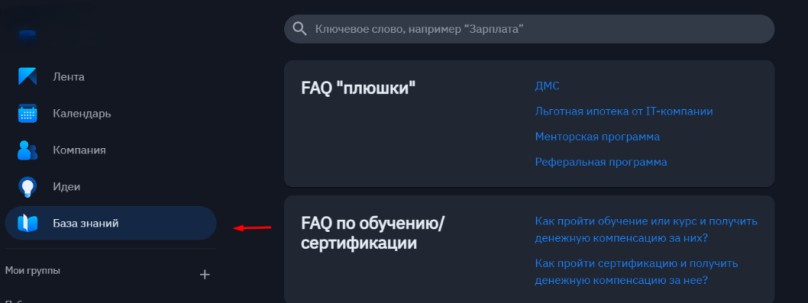 Ключевое слово, например "Зарплата"
Лента
Календарь
Компания
Идеи
База знаний
Мои группы
+
FAQ "плюшки"
ДМС
Льготная ипотека от IT-компании
Менторская программа
Реферальная программа
FAQ по обучению/
сертификации
Как пройти обучение или курс и получить
денежную компенсацию за них?
Как пройти сертификацию и получить
денежную компенсацию за нее?